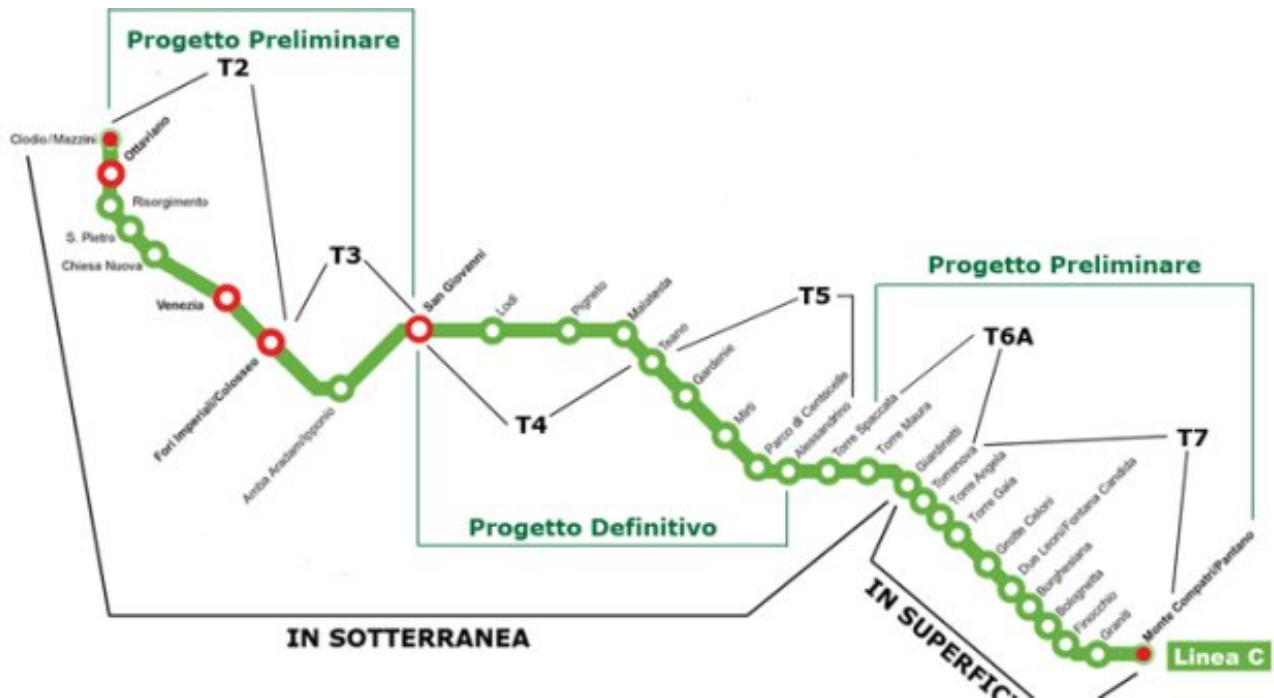 Progetto Preliminare
T2
Clodio/Mazzini
Ottaviano
Risorgimento
S. Pietro
Chiesa Nuova
Venezia
Fori Imperiali/Colosseo
Amba Aradam/Ipponio
T3
San Giovanni
Lodi
Pigneto
Malatesta
Teano
Gardenie
Mirti
Parco di Centocelle
Alessandrino
Torre Spaccata
Torre Maura
Giardinetti
Torrenova
Torre Angela
Torre Gaia
Grotte Celoni
Due Leoni/Fontana Candida
Borghesiana
Bolognetta
Finocchio
Graniti
Monte Compatri/Pantano
T4
T5
Progetto Preliminare
T6A
T7
Progetto Definitivo
IN SOTTERRANEA
IN SUPERFICI
Linea C